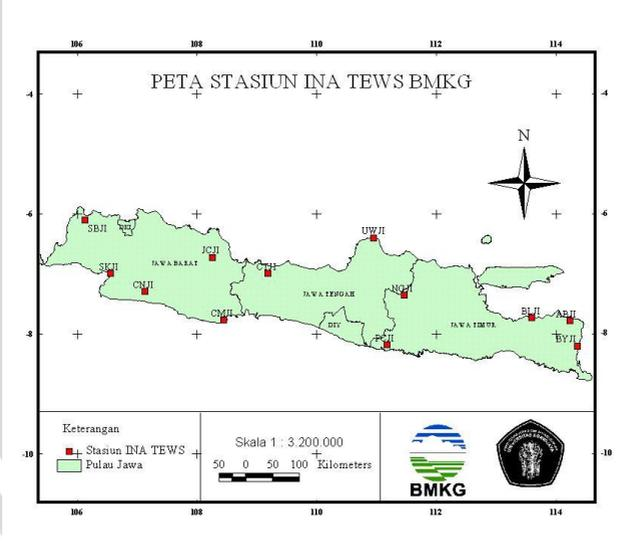 106 108 110 112 114
PETA STASIUN INA TEWS BMKG
-4 -4
N
-6 -6
UWJI
SBJI
DKI
JCJI
JAWA BARAT
SKJI
CNJI
JAWA TENGAH
NGJI
CMJI
DIY
JAWA TIMUR
BLJI
ABJI
-8 -8
BYJI
Keterangan
Stasiun INA TEWS
Pulau Jawa
Skala 1 : 3.200.000
50 0 50 100 Kilometers
-10 -10
BMKG
106 108 110 112 114